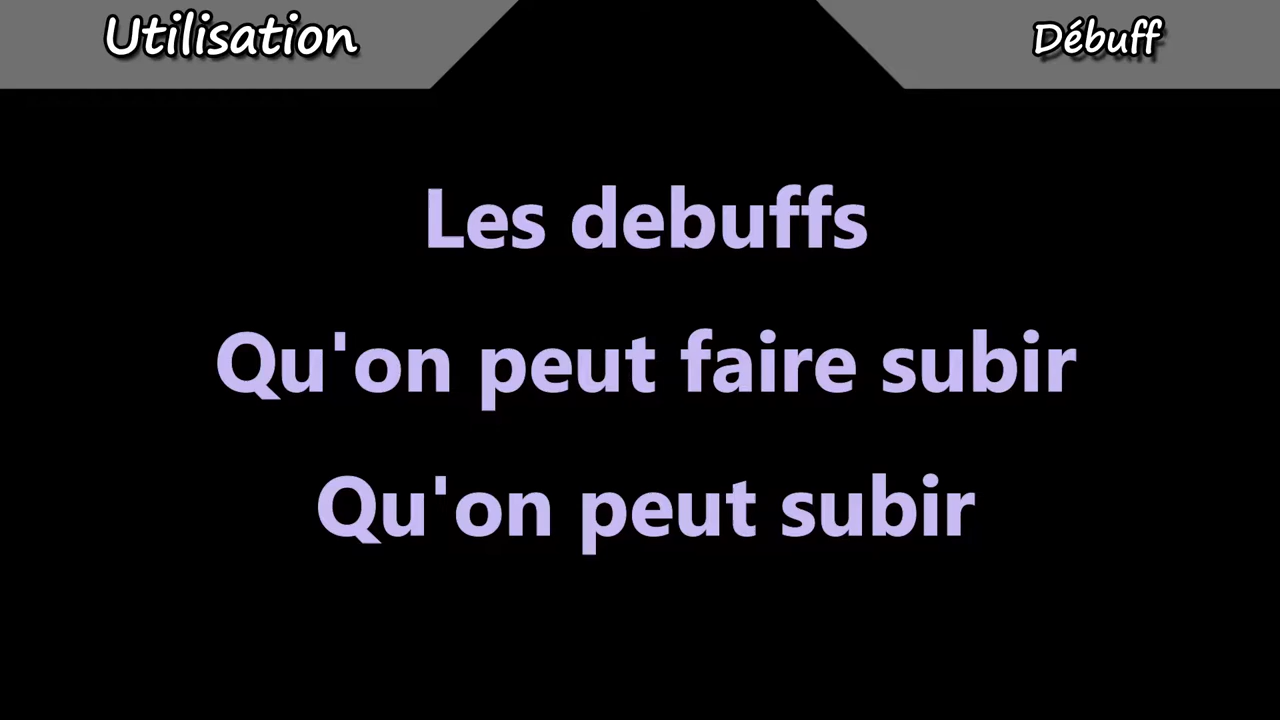 Utilisation
Débuff
Les debuffs
Qu'on peut faire subir
Qu'on peut subir